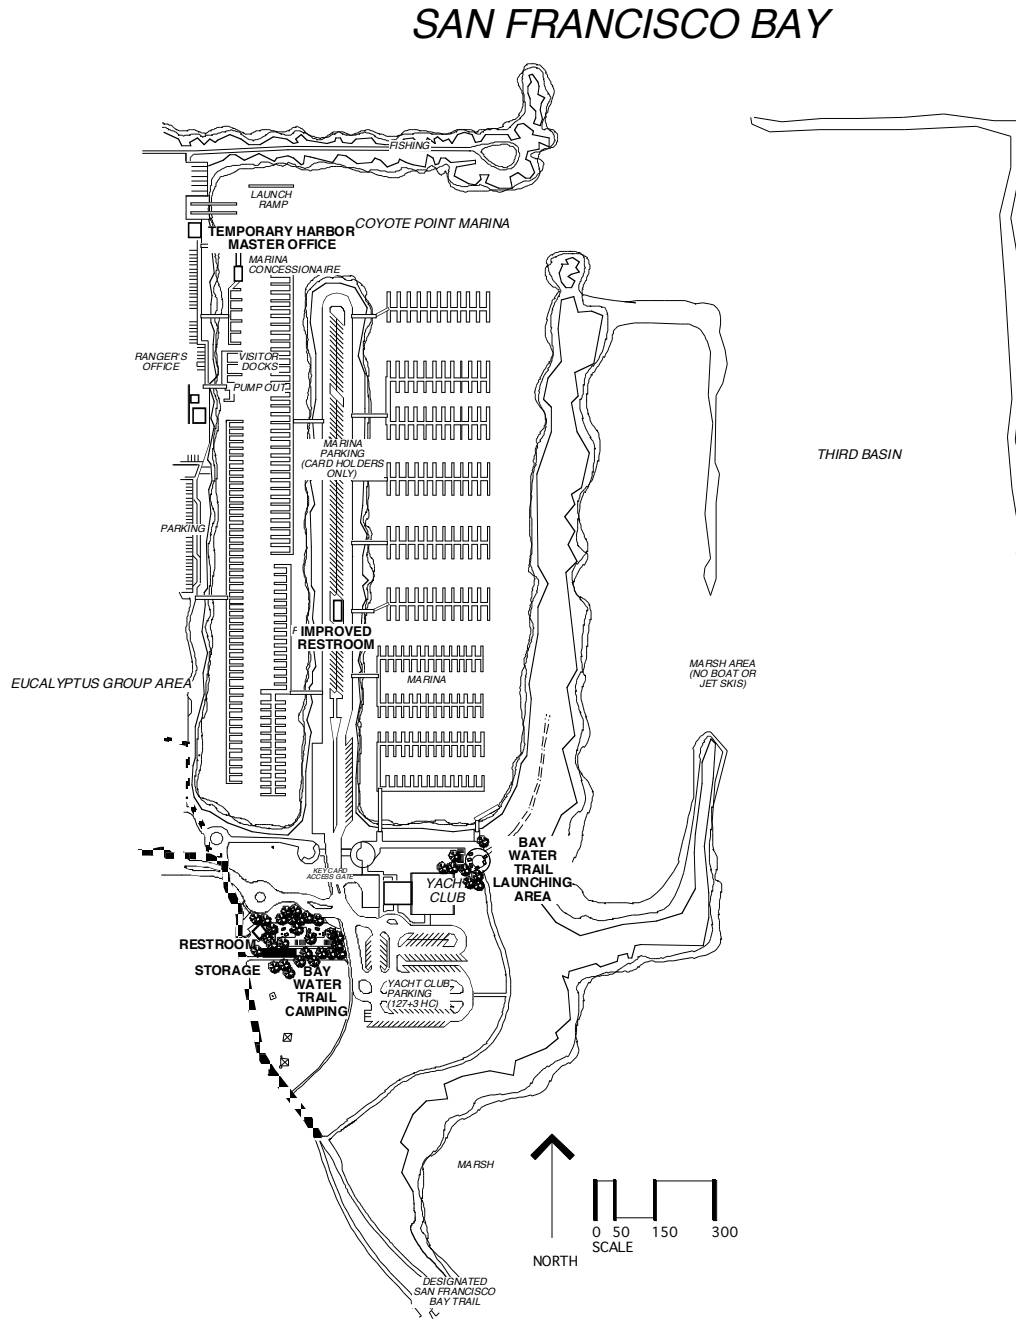 SAN FRANCISCO BAY
FISHING
LAUNCH
RAMP
COYOTE POINT MARINA
TEMPORARY HARBOR
MASTER OFFICE
MARINA
CONCESSIONAIRE
RANGER'S
OFFICE
VISITOR
DOCKS
PUMP OUT
MARINA
PARKING
(CARD HOLDERS
ONLY)
THIRD BASIN
PARKING
IMPROVED
RESTROOM
MARINA
MARSH AREA
(NO BOAT OR
JET SKIS)
EUCALYPTUS GROUP AREA
KEYCARD
ACCESS GATE
YACHT
CLUB
BAY
WATER
TRAIL
LAUNCHING
AREA
RESTROOM
STORAGE
BAY
WATER
TRAIL
CAMPING
YACHT CLUB
PARKING
(127+3 HC)
MARSH
NORTH
0 50 150 300
SCALE
DESIGNATED
SAN FRANCISCO
BAY TRAIL